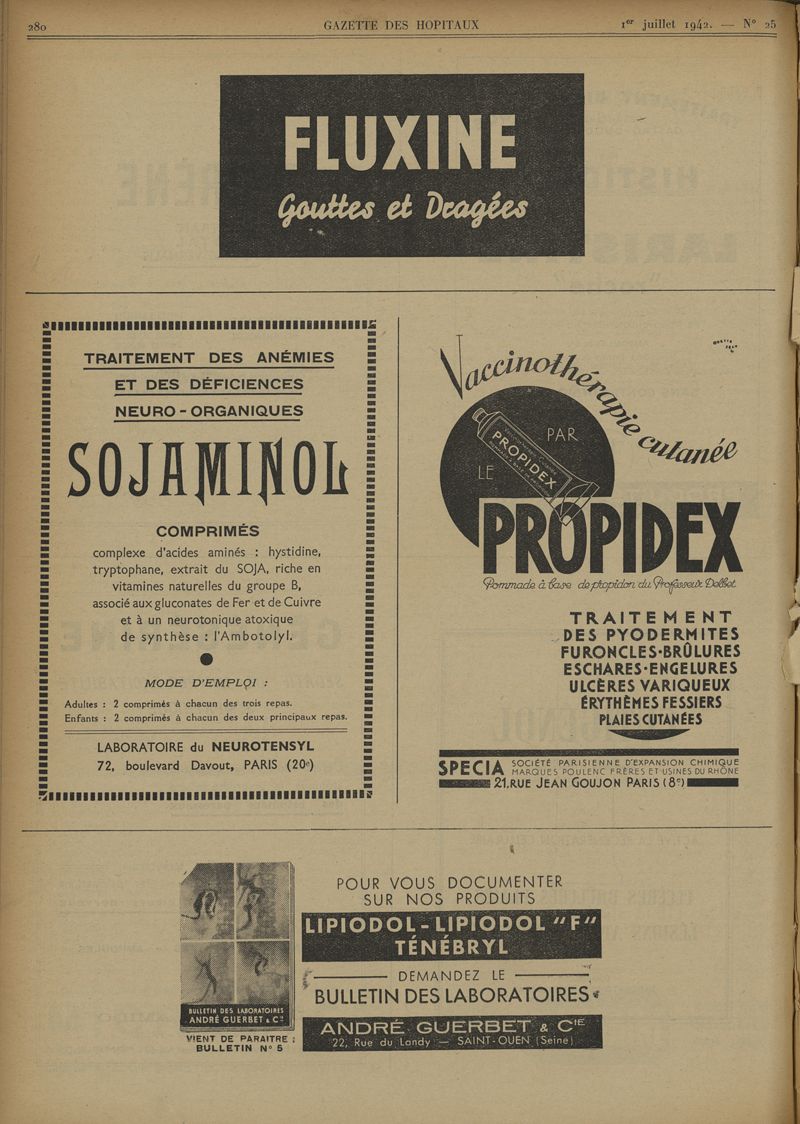 280 GAZETTE DES HOPITAUX 1er juillet 1942. — N° 25
FLUXINE
Gouttes et Dragées
TRAITEMENT DES ANÉMIES
ET DES DÉFICIENCES
NEURO-ORGANIQUES
SOJAMINOL
COMPRIMÉS
complexe d'acides aminés : hystidine,
tryptophane, extrait du SOJA, riche en
vitamines naturelles du groupe B,
associé aux gluconates de Fer et de Cuivre
et à un neurotonique atoxique
de synthèse : l'Ambotolyl.
MODE D'EMPLOI :
Adultes : 2 comprimés à chacun des trois repas.
Enfants : 2 comprimés à chacun des deux principaux repas.
LABORATOIRE du NEUROTENSYL
72, boulevard Davout, PARIS (20e)
Vaccinothérapie cutanée
PAR
LE
PROPIDEX
PROPIDEX
Pommade à base de propidon du Professeur Delbet
TRAITEMENT
DES PYODERMITES
FURONCLES·BRÛLURES
ESCHARES·ENGELURES
ULCÈRES VARIQUEUX
ÉRYTHÈMES FESSIERS
PLAIES CUTANÉES
SPECIA SOCIÉTÉ PARISIENNE D'EXPANSION CHIMIQUE
MARQUES POULENC FRÈRES ET USINES DU RHÔNE
21, RUE JEAN GOUJON PARIS (8e)
BULLETIN DES LABORATOIRES
ANDRÉ GUERBET & Cie
VIENT DE PARAITRE :
BULLETIN N° 5
POUR VOUS DOCUMENTER
SUR NOS PRODUITS
LIPIODOL - LIPIODOL "F"
TÉNÉBRYL
DEMANDEZ LE
BULLETIN DES LABORATOIRES
ANDRÉ GUERBET & CIE
22, Rue du Landy — SAINT-OUEN (Seine)